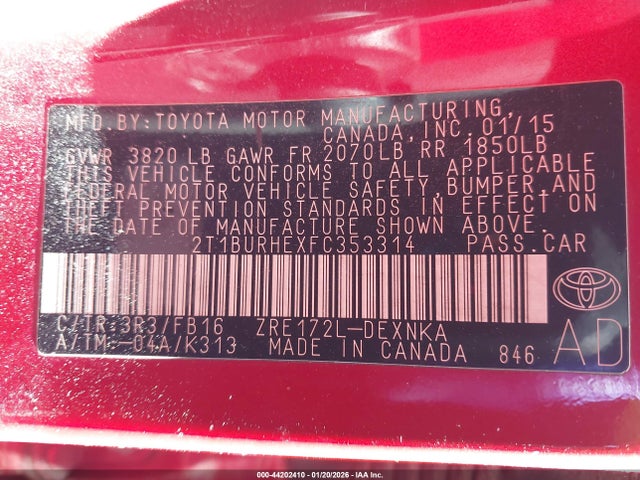 MFD.BY:TOYOTA MOTOR MANUFACTURING,
CANADA,INC. 01/15
GVWR 3820 LB GAWR FR 2070LB RR 1850LB
THIS VEHICLE CONFORMS TO ALL APPLICABLE
FEDERAL MOTOR VEHICLE SAFETY, BUMPER, AND
THEFT PREVENTION STANDARDS IN EFFECT ON
THE DATE OF MANUFACTURE SHOWN ABOVE.
2T1BURHEXFC353314 PASS.CAR
C/TR:3R3/FB16 ZRE172L-DEXNKA
A/TM:-04A/K313 MADE IN CANADA 846
AD
000-44202410 | 01/20/2026 | IAA Inc.